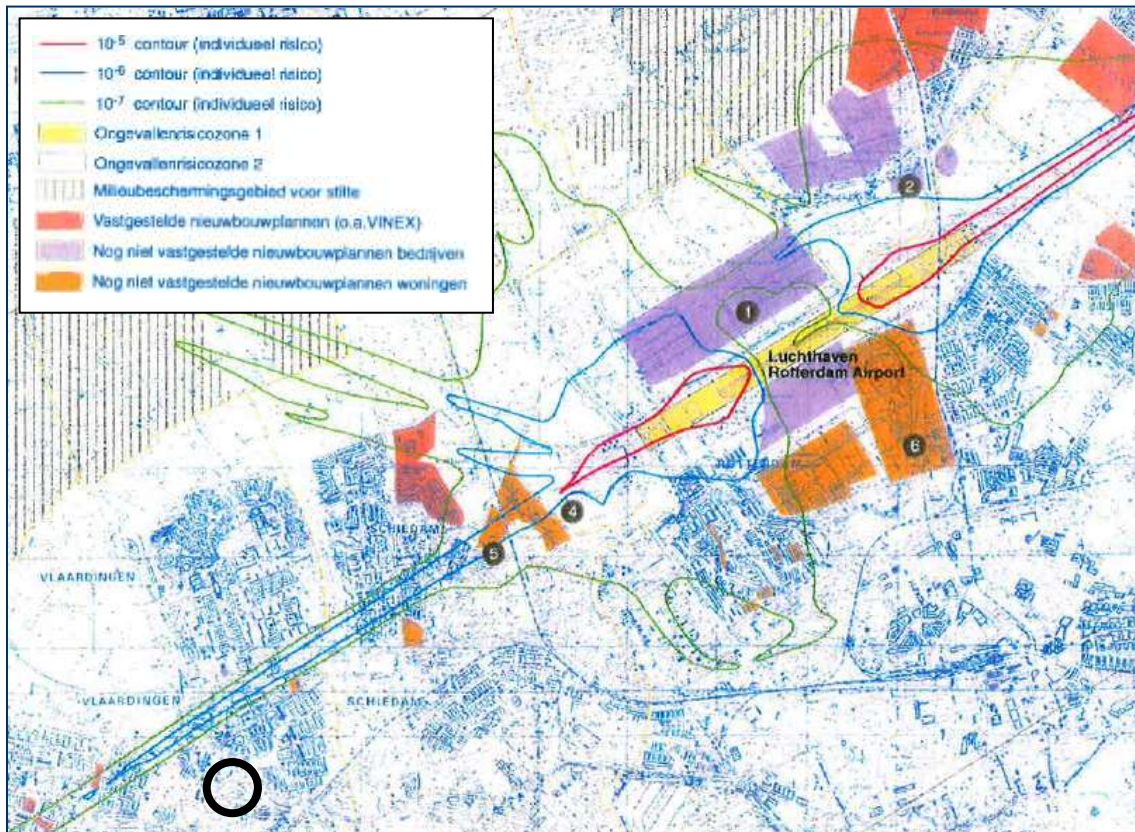 10-5 contour (individueel risico)
10-6 contour (individueel risico)
10-7 contour (individueel risico)
Ongevallenrisicozone 1
Ongevallenrisicozone 2
Milieubeschermingsgebied voor stilte
Vastgestelde nieuwbouwplannen (o.a. VINEX)
Nog niet vastgestelde nieuwbouwplannen bedrijven
Nog niet vastgestelde nieuwbouwplannen woningen
2
1
Luchthaven
Rotterdam Airport
6
ROTTERDAM
4
SCHIEDAM
5
VLAARDINGEN
VLAARDINGEN
SCHIEDAM